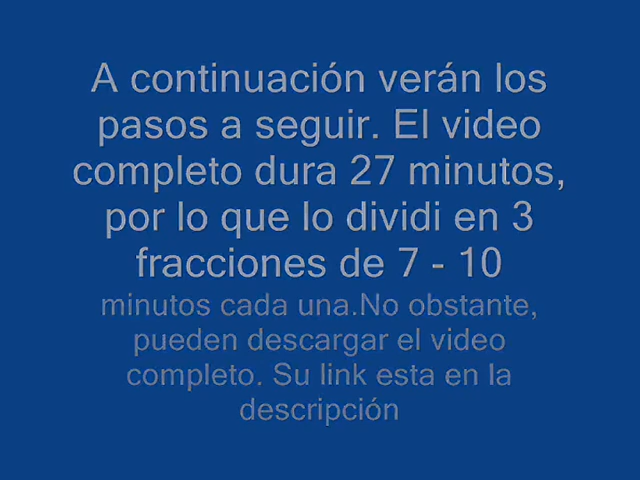 A continuación verán los
pasos a seguir. El video
completo dura 27 minutos,
por lo que lo dividi en 3
fracciones de 7 - 10
minutos cada una.No obstante,
pueden descargar el video
completo. Su link esta en la
descripción